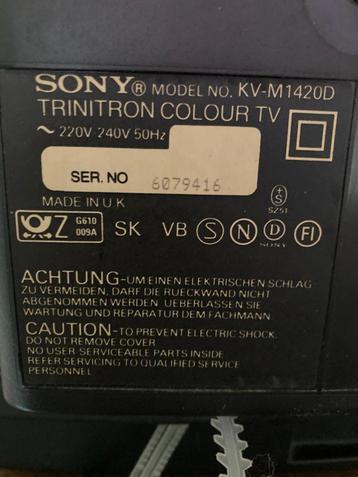 SONY® MODEL NO. KV-M1420D
TRINITRON COLOUR TV
~ 220V-240V 50Hz
SER. NO 6079416
MADE IN U.K
S
SZ51
Z G610 009A SK VB S N D FI
SONY
ACHTUNG-UM EINEN ELEKTRISCHEN SCHLAG
ZU VERMEIDEN, DARF DIE RUECKWAND NICHT
ABGENOMMEN WERDEN. UEBERLASSEN SIE
WARTUNG UND REPARATUR DEM FACHMANN
CAUTION-TO PREVENT ELECTRIC SHOCK.
DO NOT REMOVE COVER
NO USER SERVICEABLE PARTS INSIDE
REFER SERVICING TO QUALIFIED SERVICE
PERSONNEL